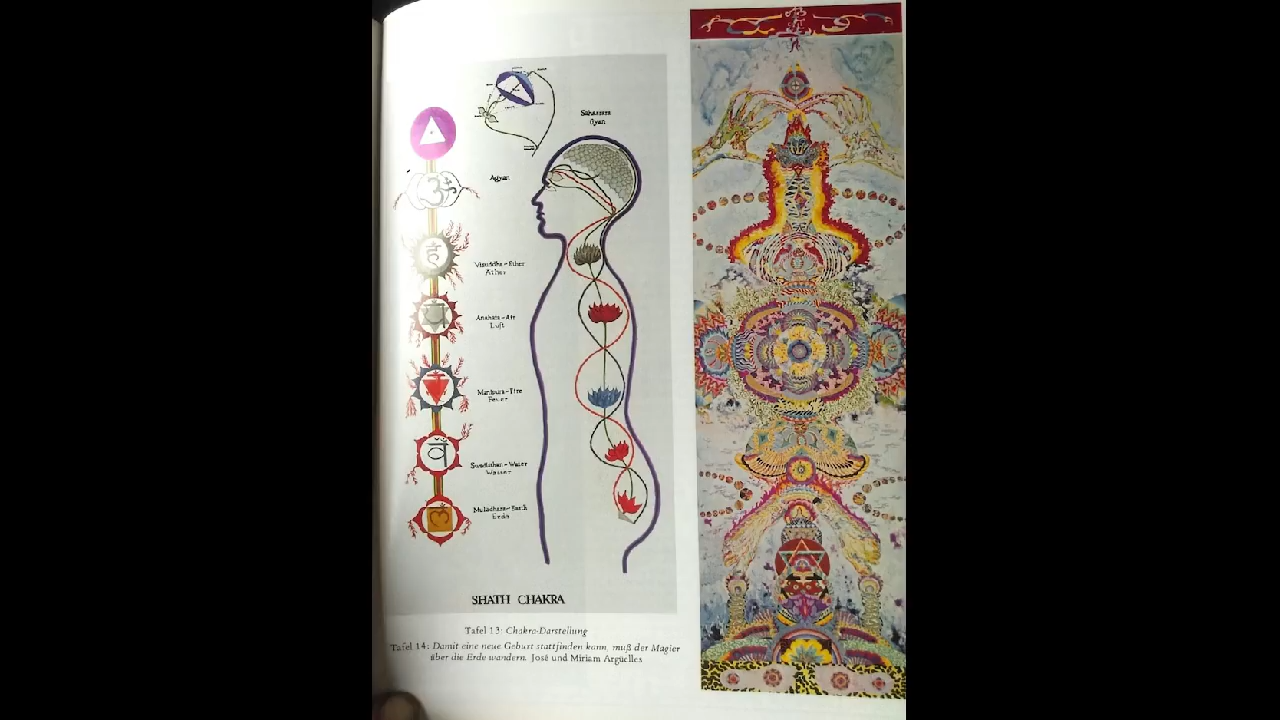 Sahasrara
Gyan
Agyan
Visuddha-Ether
Äther
Anahata-Air
Luft
Manipura-Fire
Feuer
Swadisthan-Water
Wasser
Muladhara-Earth
Erde
ॐ
हं
यं
रं
वं
SHATH CHAKRA
Tafel 13: Chakra-Darstellung
Tafel 14: Damit eine neue Geburt stattfinden kann, muß der Magier
über die Erde wandern. José und Miriam Argüelles